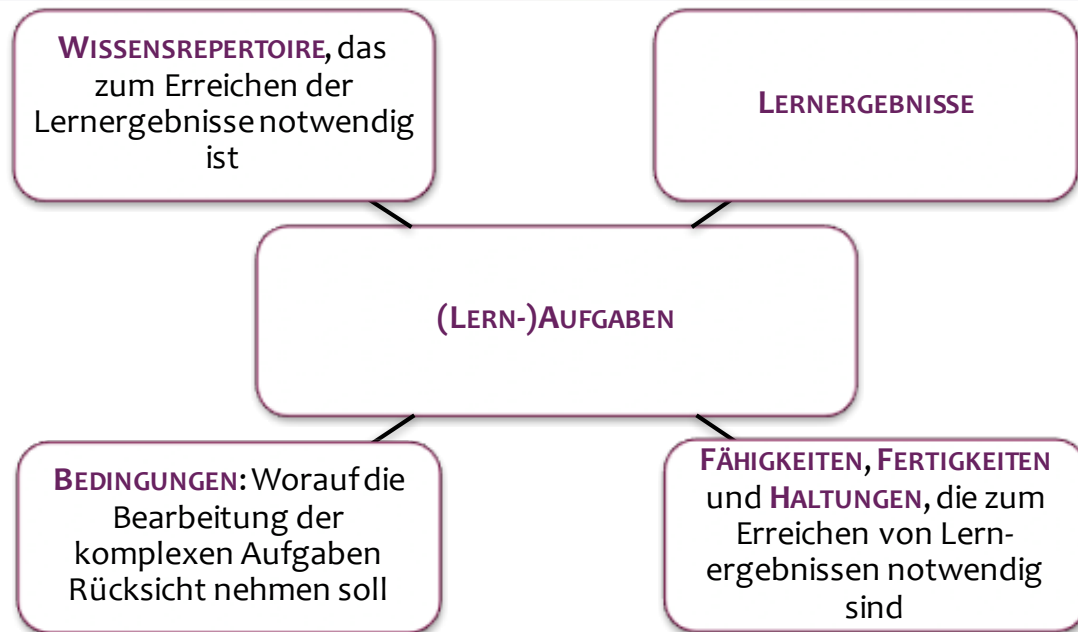 WISSENSREPERTOIRE, das
zum Erreichen der
Lernergebnisse notwendig
ist
LERNERGEBNISSE
(LERN-)AUFGABEN
BEDINGUNGEN: Worauf die
Bearbeitung der
komplexen Aufgaben
Rücksicht nehmen soll
FÄHIGKEITEN, FERTIGKEITEN
und HALTUNGEN, die zum
Erreichen von Lern-
ergebnissen notwendig
sind